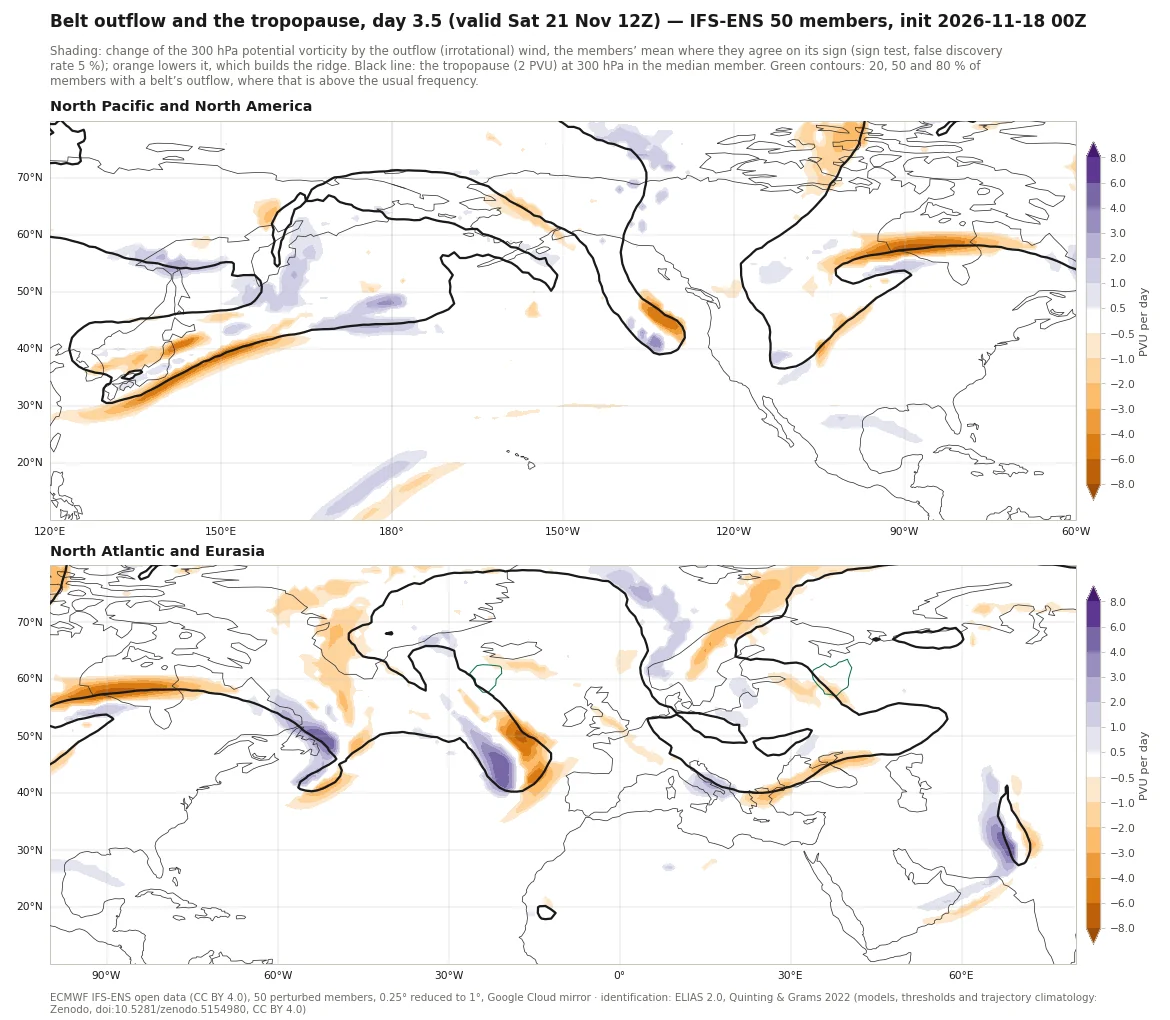 Belt outflow and the tropopause, day 3.5 (valid Sat 21 Nov 12Z) — IFS-ENS 50 members, init 2026-11-18 00Z
Shading: change of the 300 hPa potential vorticity by the outflow (irrotational) wind, the members’ mean where they agree on its sign (sign test, false discovery
rate 5 %); orange lowers it, which builds the ridge. Black line: the tropopause (2 PVU) at 300 hPa in the median member. Green contours: 20, 50 and 80 % of
members with a belt’s outflow, where that is above the usual frequency.
North Pacific and North America
70°N
60°N
50°N
40°N
30°N
20°N
120°E 150°E 180° 150°W 120°W 90°W 60°W
8.0
6.0
4.0
3.0
2.0
1.0
0.5
−0.5
−1.0
−2.0
−3.0
−4.0
−6.0
−8.0
PVU per day
North Atlantic and Eurasia
70°N
60°N
50°N
40°N
30°N
20°N
90°W 60°W 30°W 0° 30°E 60°E
8.0
6.0
4.0
3.0
2.0
1.0
0.5
−0.5
−1.0
−2.0
−3.0
−4.0
−6.0
−8.0
PVU per day
ECMWF IFS-ENS open data (CC BY 4.0), 50 perturbed members, 0.25° reduced to 1°, Google Cloud mirror · identification: ELIAS 2.0, Quinting & Grams 2022 (models, thresholds and trajectory climatology:
Zenodo, doi:10.5281/zenodo.5154980, CC BY 4.0)